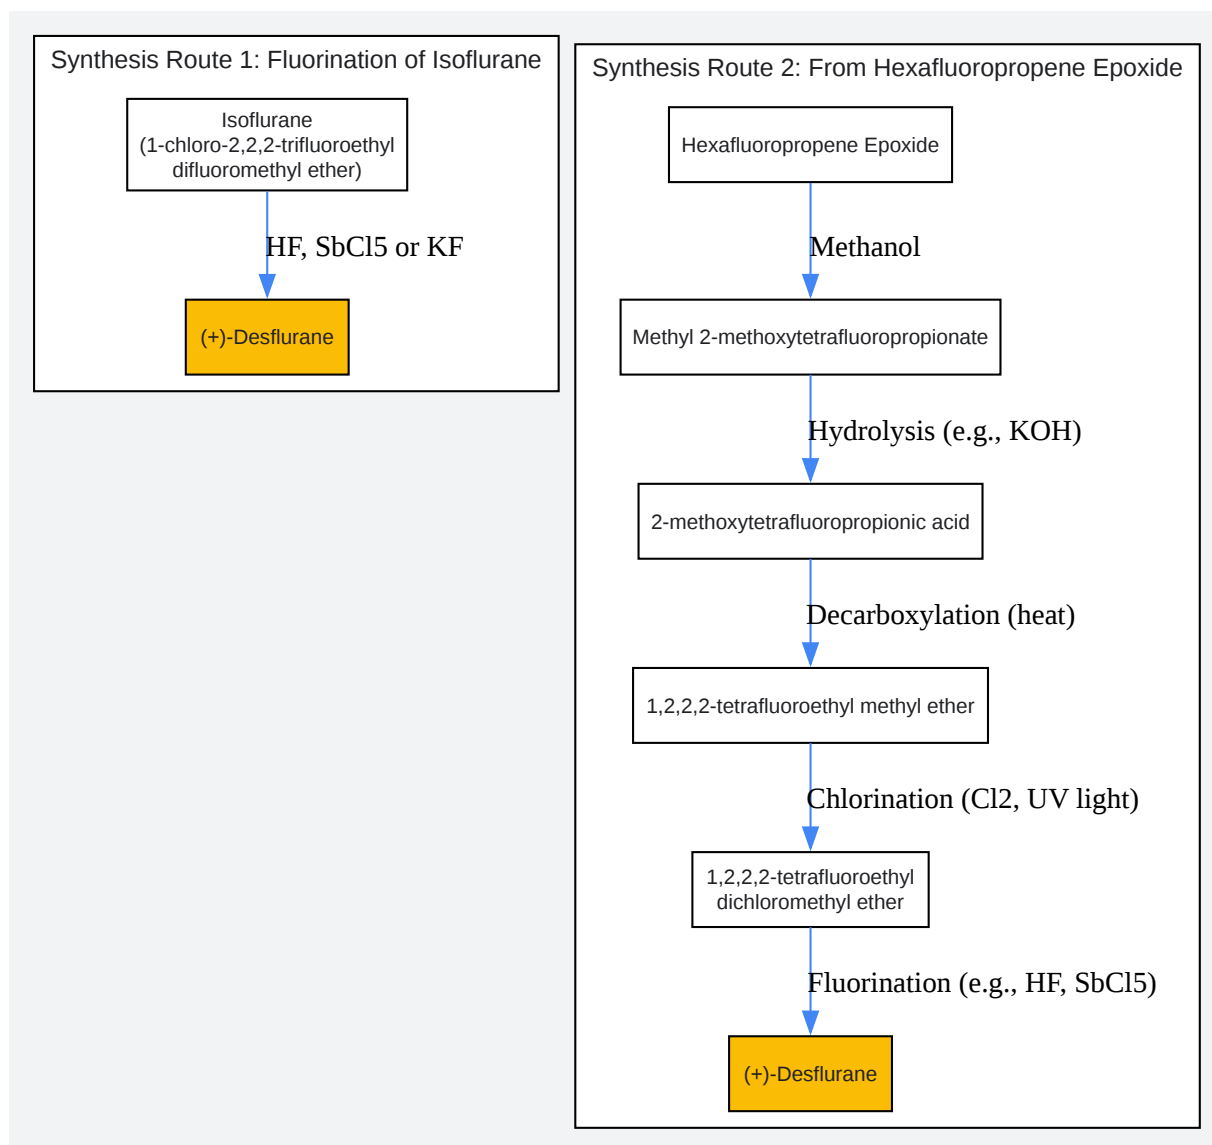 Synthesis Route 1: Fluorination of Isoflurane
Isoflurane
(1-chloro-2,2,2-trifluoroethyl
difluoromethyl ether)
HF, SbCl5 or KF
(+)-Desflurane
Synthesis Route 2: From Hexafluoropropene Epoxide
Hexafluoropropene Epoxide
Methanol
Methyl 2-methoxytetrafluoropropionate
Hydrolysis (e.g., KOH)
2-methoxytetrafluoropropionic acid
Decarboxylation (heat)
1,2,2,2-tetrafluoroethyl methyl ether
Chlorination (Cl2, UV light)
1,2,2,2-tetrafluoroethyl
dichloromethyl ether
Fluorination (e.g., HF, SbCl5)
(+)-Desflurane